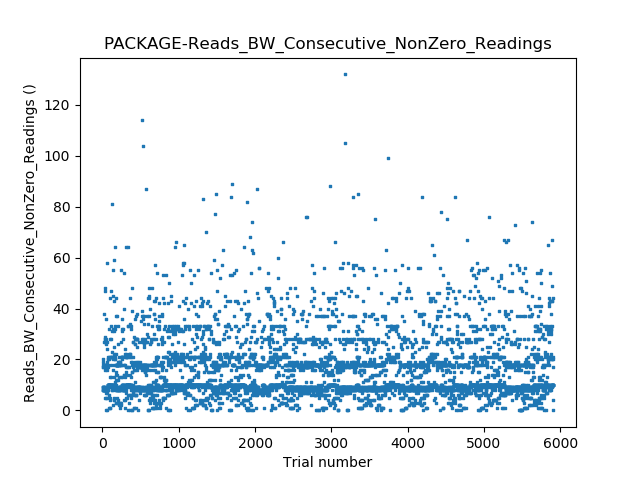 PACKAGE-Reads_BW_Consecutive_NonZero_Readings
Reads_BW_Consecutive_NonZero_Readings ()
120
100
80
60
40
20
0
0 1000 2000 3000 4000 5000 6000
Trial number